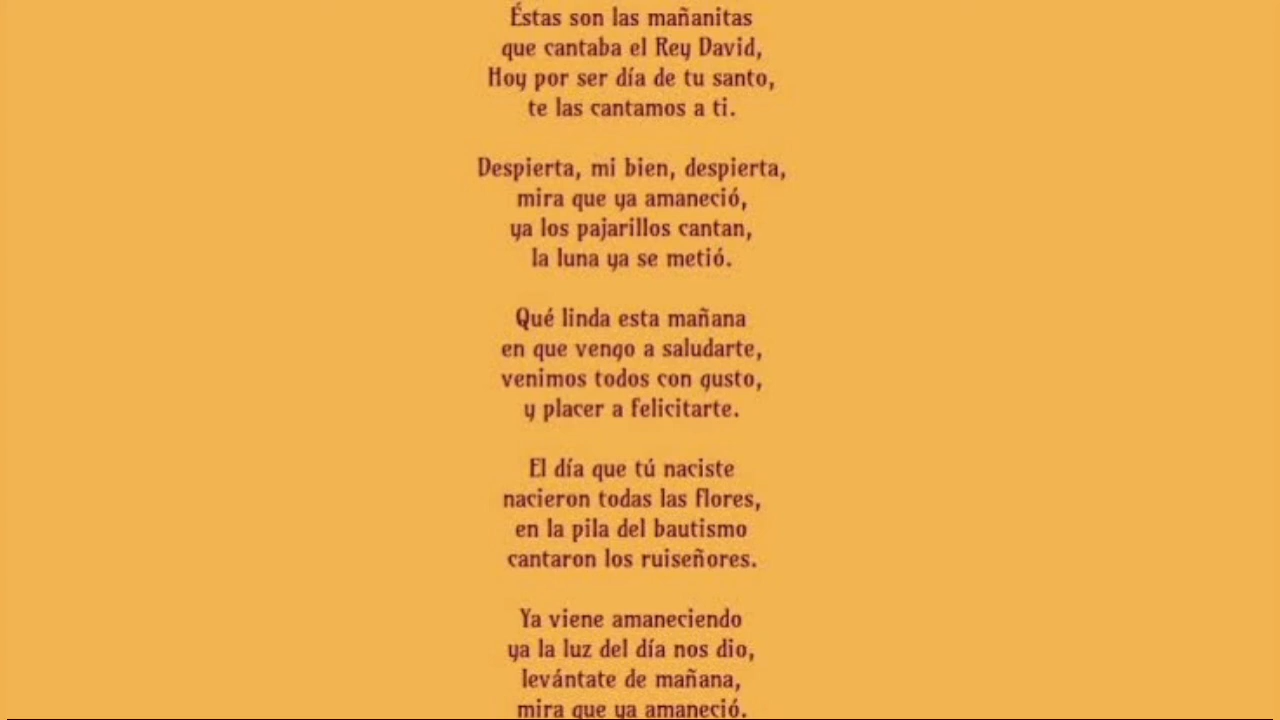 Éstas son las mañanitas
que cantaba el Rey David,
Hoy por ser día de tu santo,
te las cantamos a ti.
Despierta, mi bien, despierta,
mira que ya amaneció,
ya los pajarillos cantan,
la luna ya se metió.
Qué linda esta mañana
en que vengo a saludarte,
venimos todos con gusto,
y placer a felicitarte.
El día que tú naciste
nacieron todas las flores,
en la pila del bautismo
cantaron los ruiseñores.
Ya viene amaneciendo
ya la luz del día nos dio,
levántate de mañana,
mira que ya amaneció.